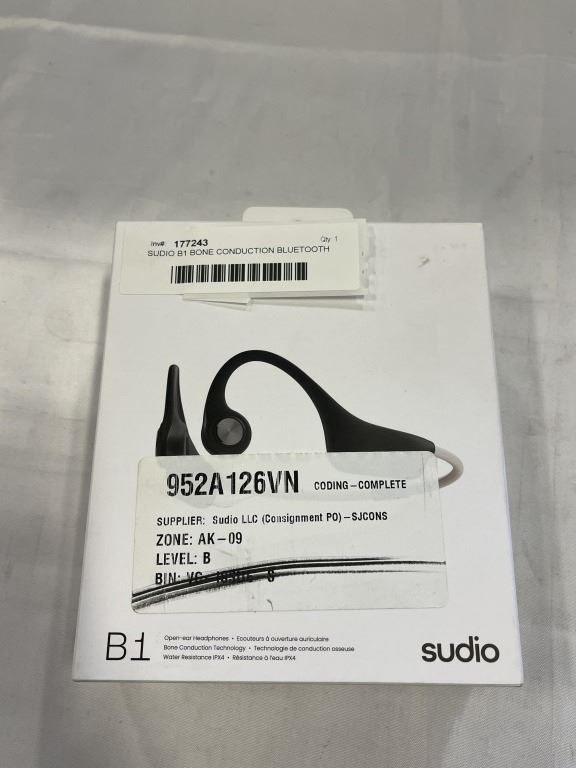 Inv#: 177243 Qty 1
SUDIO B1 BONE CONDUCTION BLUETOOTH
952A126VN CODING-COMPLETE
SUPPLIER: Sudio LLC (Consignment PO)-SJCONS
ZONE: AK-09
LEVEL: B
BIN:
B1
Open-ear Headphones • Ecouteurs à ouverture auriculaire
Bone Conduction Technology • Technologie de conduction osseuse
Water Resistance IPX4 • Résistance à l'eau IPX4
sudio